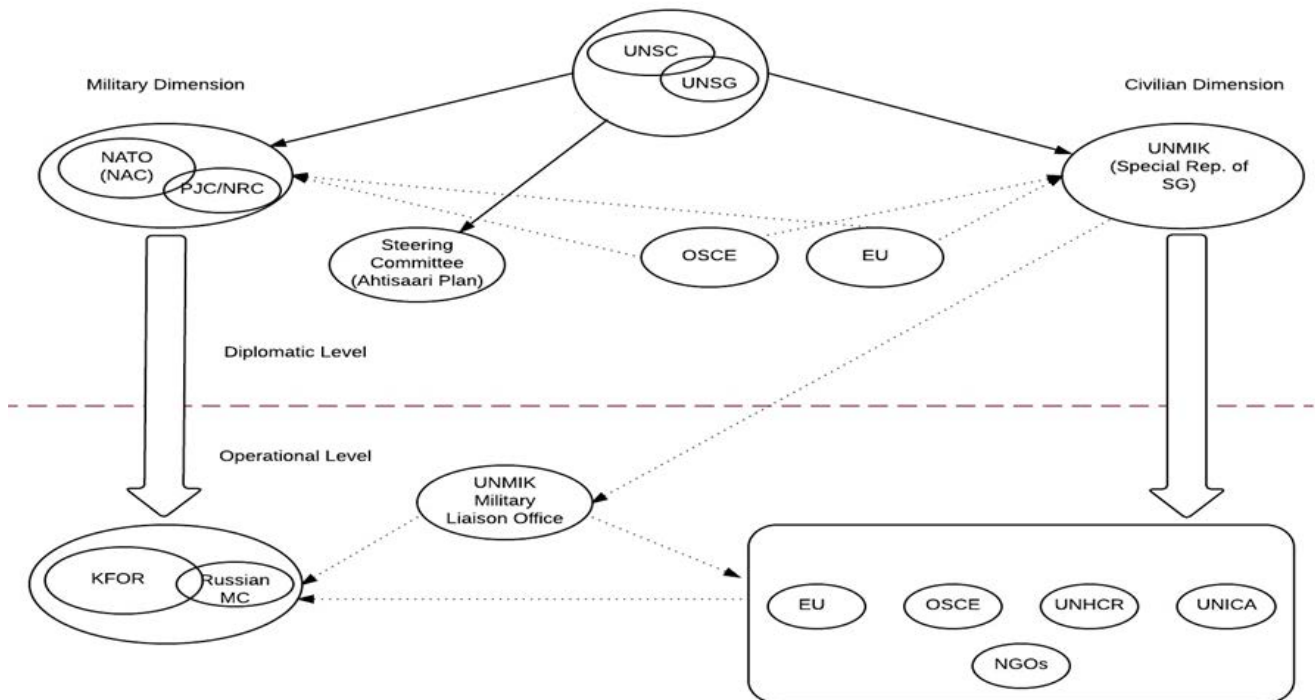 UNSC
UNSG
Military Dimension
Civilian Dimension
NATO
(NAC)
PJC/NRC
UNMIK
(Special Rep. of
SG)
Steering
Committee
(Ahtisaari Plan)
OSCE
EU
Diplomatic Level
Operational Level
UNMIK
Military
Liaison Office
KFOR
Russian
MC
EU
OSCE
UNHCR
UNICA
NGOs